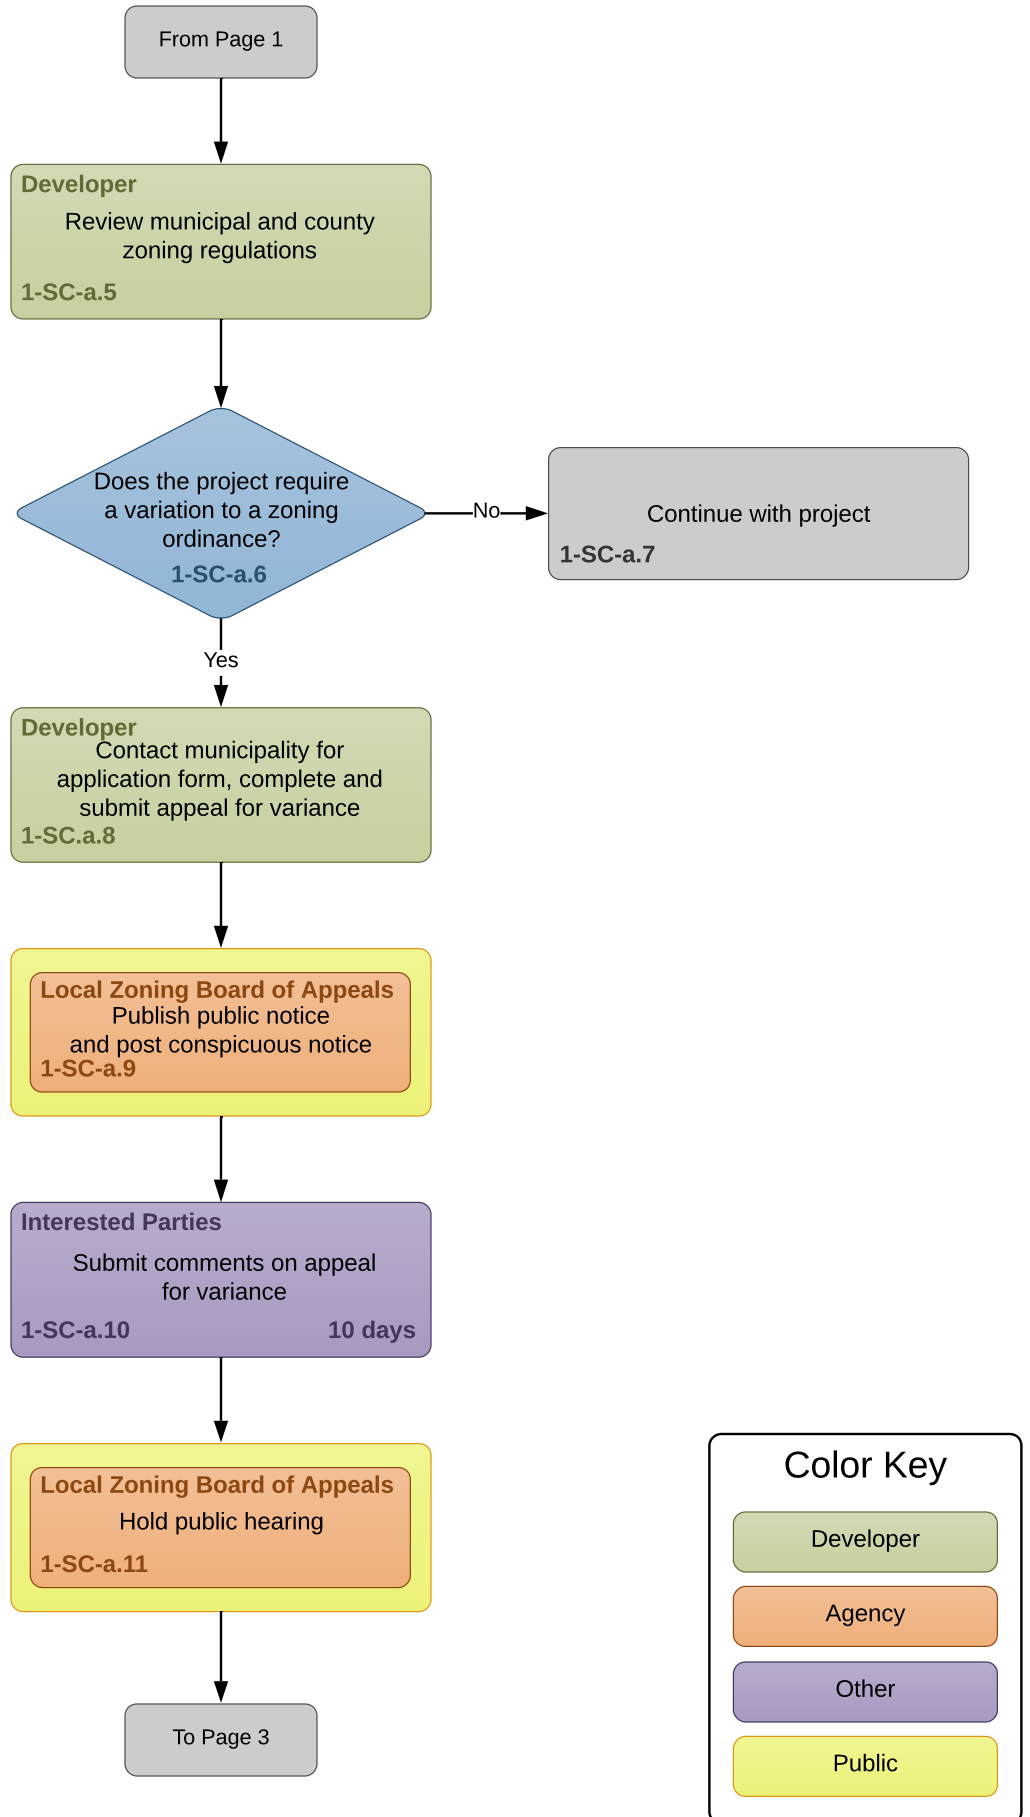 From Page 1
Developer
Review municipal and county
zoning regulations
1-SC-a.5
Does the project require
a variation to a zoning
ordinance?
1-SC-a.6
No
Continue with project
1-SC-a.7
Yes
Developer
Contact municipality for
application form, complete and
submit appeal for variance
1-SC.a.8
Local Zoning Board of Appeals
Publish public notice
and post conspicuous notice
1-SC-a.9
Interested Parties
Submit comments on appeal
for variance
1-SC-a.10 10 days
Local Zoning Board of Appeals
Hold public hearing
1-SC-a.11
To Page 3
Color Key
Developer
Agency
Other
Public